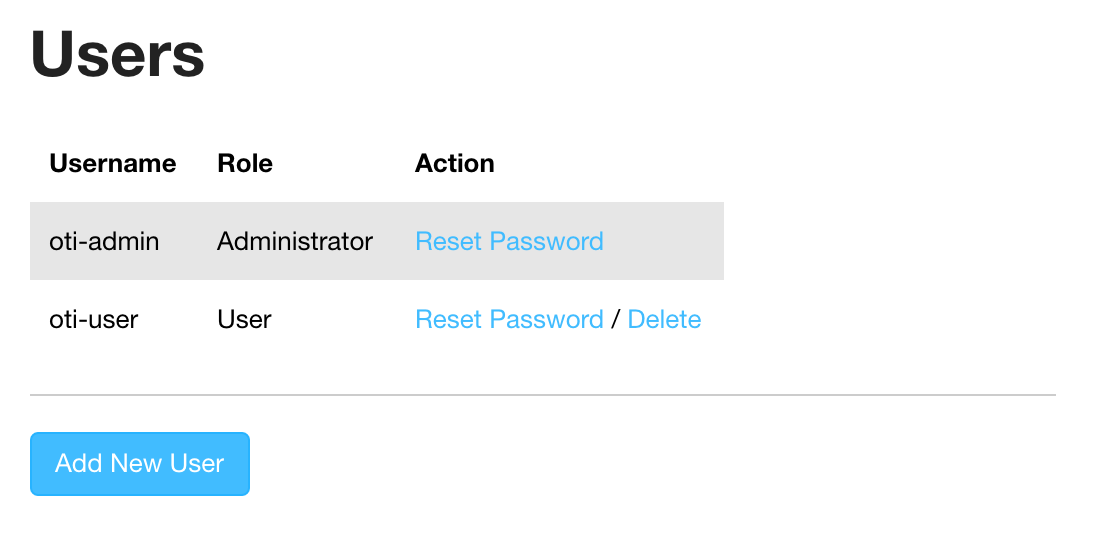 Users
Username Role Action
oti-admin Administrator Reset Password
oti-user User Reset Password / Delete
Add New User